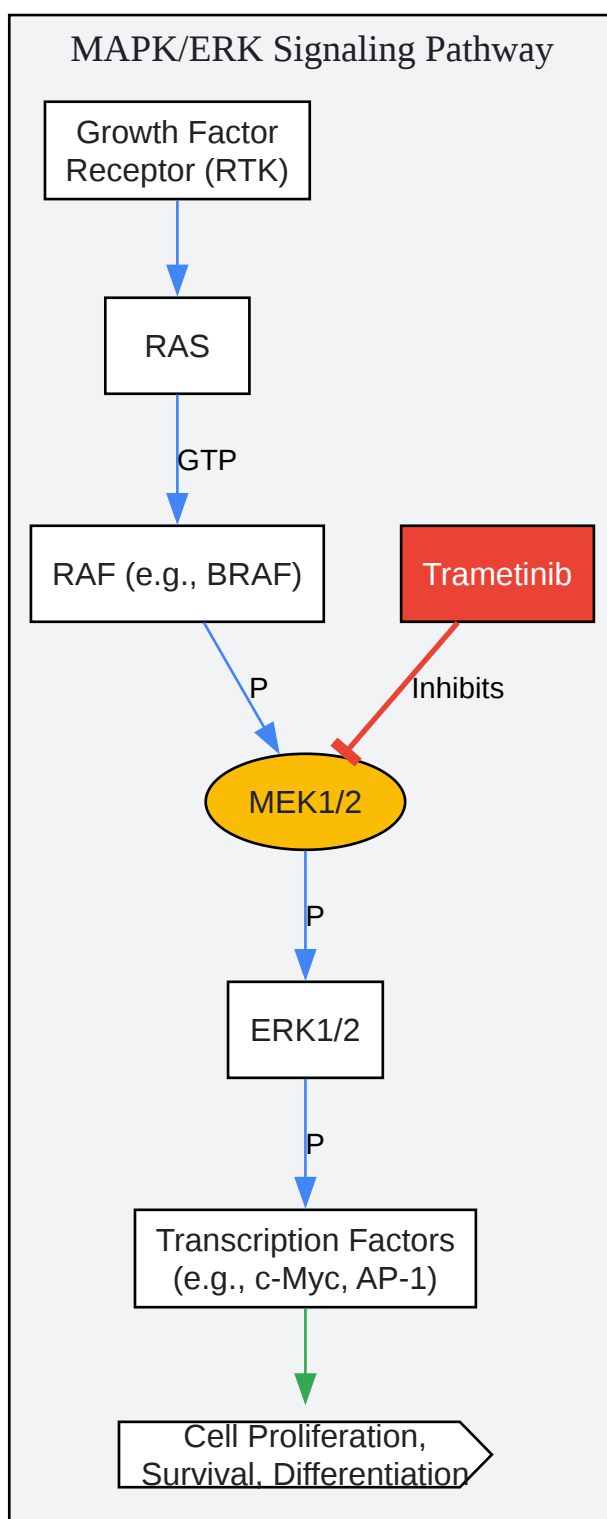 MAPK/ERK Signaling Pathway
Growth Factor
Receptor (RTK)
RAS
GTP
RAF (e.g., BRAF)
Trametinib
P
Inhibits
MEK1/2
P
ERK1/2
P
Transcription Factors
(e.g., c-Myc, AP-1)
Cell Proliferation,
Survival, Differentiation